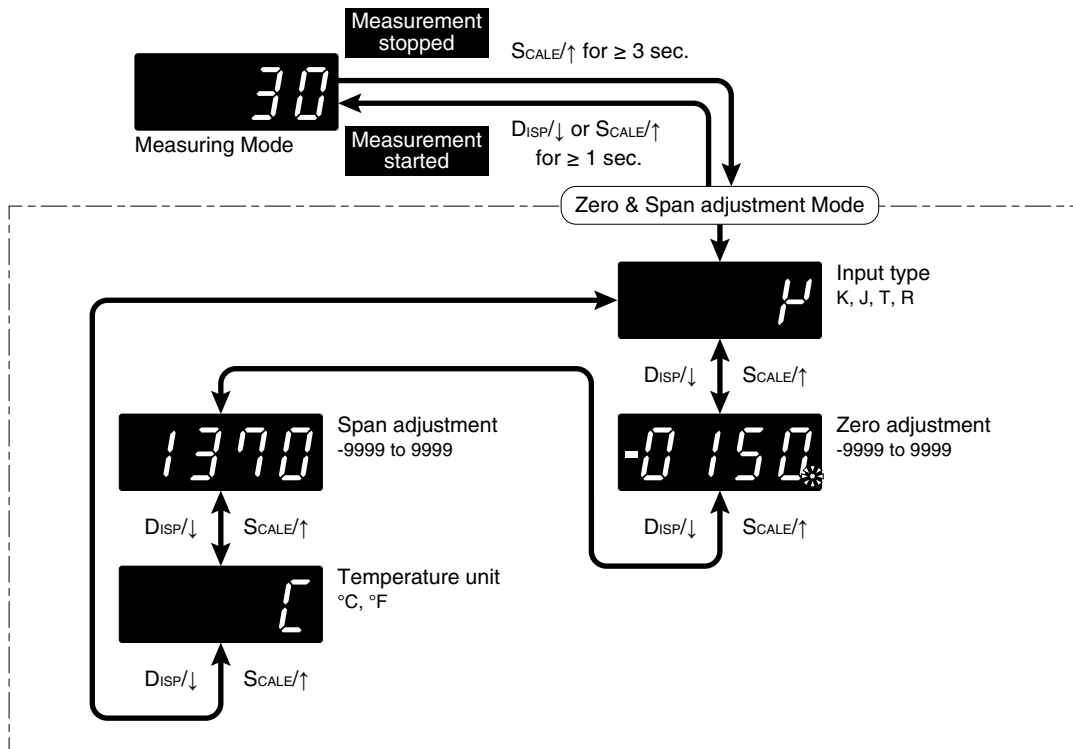 Measurement
stopped
SCALE/↑ for ≥ 3 sec.
30
Measuring Mode
Measurement
started
DISP/↓ or SCALE/↑
for ≥ 1 sec.
Zero & Span adjustment Mode
K
Input type
K, J, T, R
DISP/↓ SCALE/↑
1370
Span adjustment
-9999 to 9999
-0150
Zero adjustment
-9999 to 9999
DISP/↓ SCALE/↑
DISP/↓ SCALE/↑
C
Temperature unit
°C, °F
DISP/↓ SCALE/↑